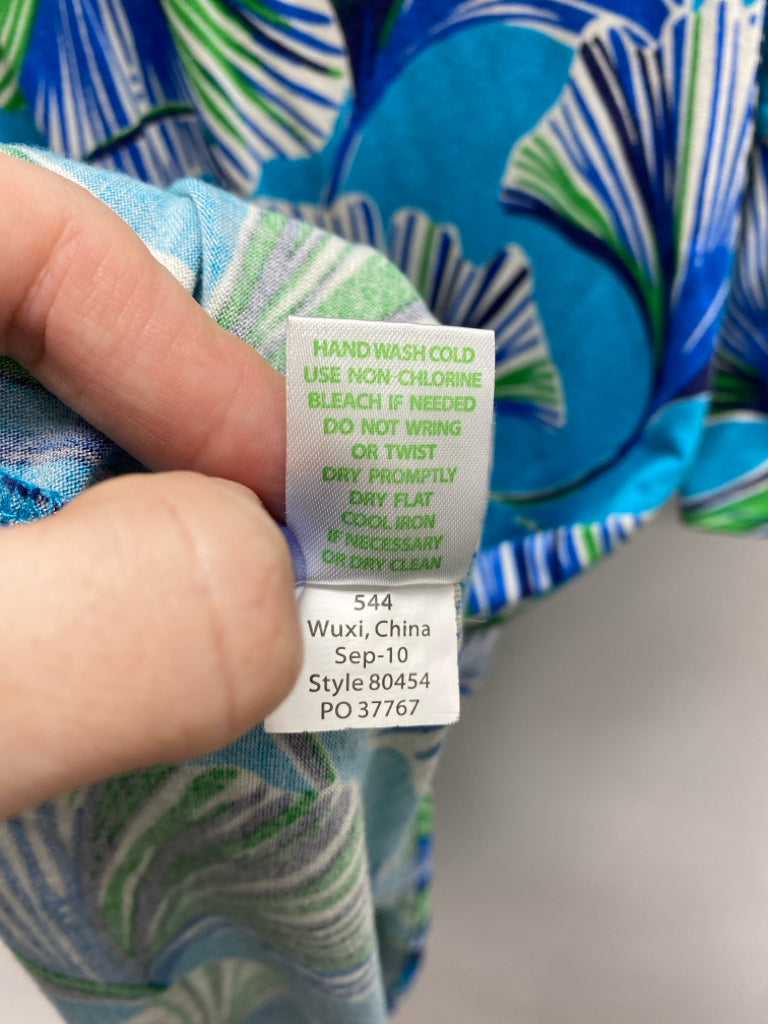 HAND WASH COLD
USE NON-CHLORINE
BLEACH IF NEEDED
DO NOT WRING
OR TWIST
DRY PROMPTLY
DRY FLAT
COOL IRON
IF NECESSARY
OR DRY CLEAN
544
Wuxi, China
Sep-10
Style 80454
PO 37767